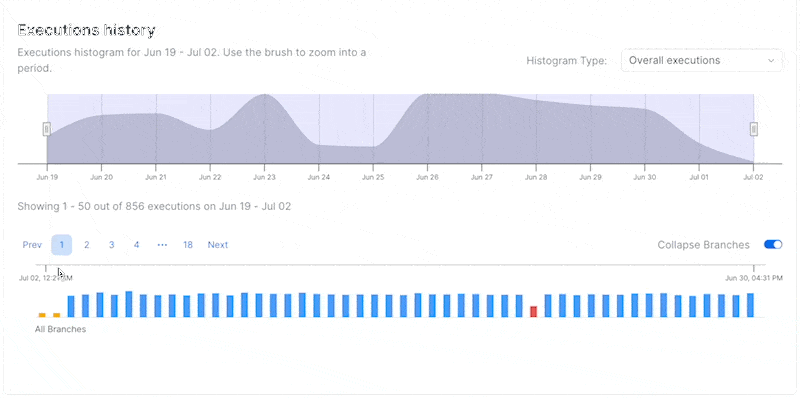 Executions history
Executions histogram for Jun 19 - Jul 02. Use the brush to zoom into a
period.
Histogram Type: Overall executions
Jun 19 Jun 20 Jun 21 Jun 22 Jun 23 Jun 24 Jun 25 Jun 26 Jun 27 Jun 28 Jun 29 Jun 30 Jul 01 Jul 02
Showing 1 - 50 out of 856 executions on Jun 19 - Jul 02
Prev 1 2 3 4 ••• 18 Next
Collapse Branches
Jul 02, Jun 30, 04:31 PM
All Branches